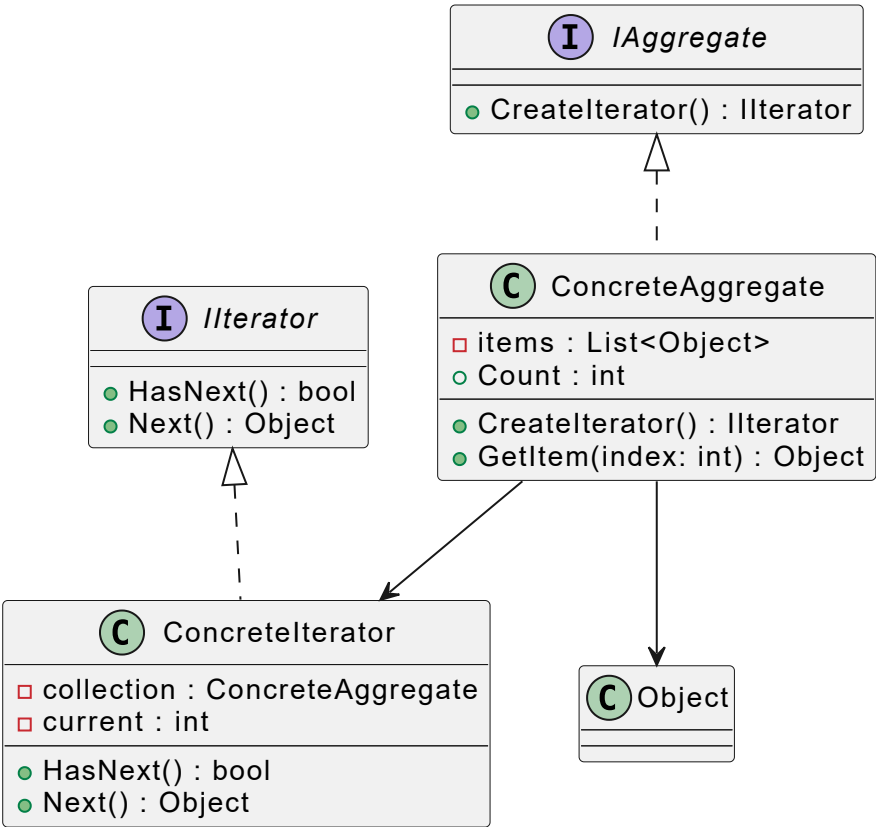 I IAggregate
CreateIterator() : IIterator
C ConcreteAggregate
items : List<Object>
Count : int
CreateIterator() : IIterator
GetItem(index: int) : Object
I IIterator
HasNext() : bool
Next() : Object
C ConcreteIterator
collection : ConcreteAggregate
current : int
HasNext() : bool
Next() : Object
C Object